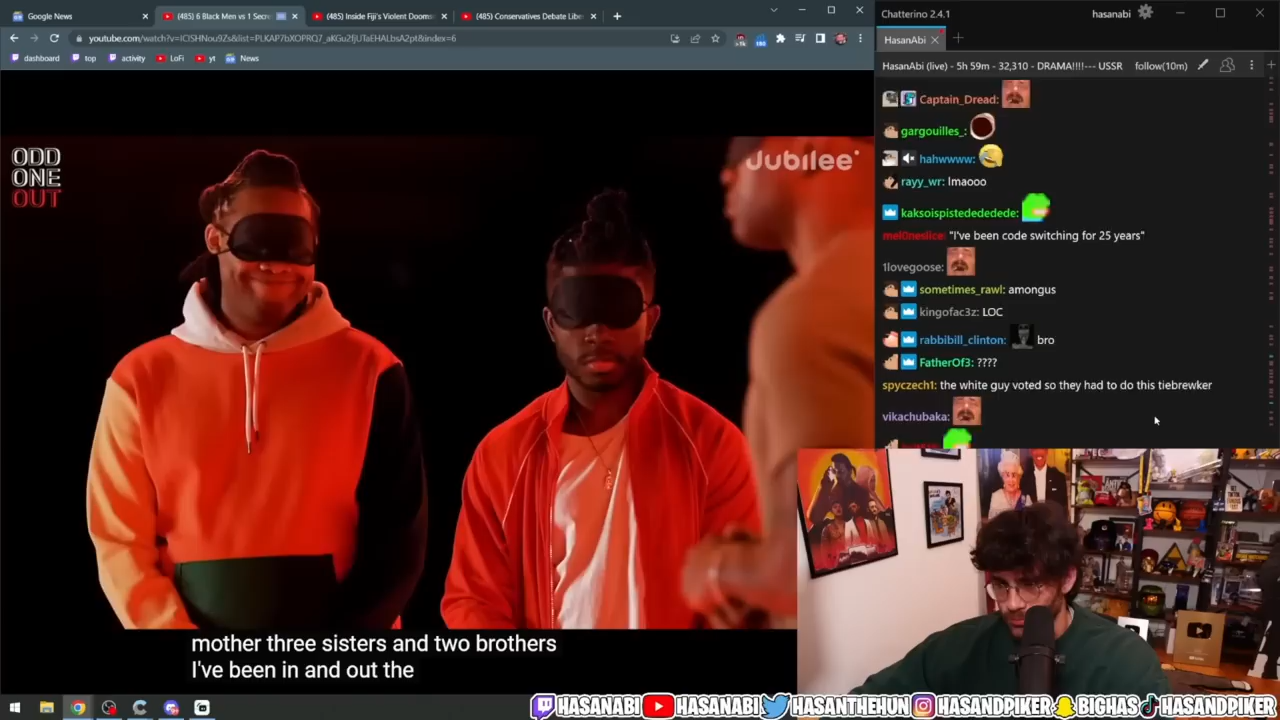 Google News
(485) 6 Black Men vs 1 Secr
(485) Inside Fiji's Violent Dooms
(485) Conservatives Debate Libe
youtube.com/watch?v=ICISHNou9Zs&list=PLKAP7bXOPRQ7_aKGu2fjUTaEHALbsA2pt&index=6
dashboard
top
activity
LoFi
yt
News
ODD
ONE
OUT
Jubilee
mother three sisters and two brothers
I've been in and out the
Chatterino 2.4.1
hasanabi
HasanAbi
HasanAbi (live) - 5h 59m - 32,310 - DRAMA!!!!--- USSR
follow(10m)
Captain_Dread:
gargouilles_:
hahwwww:
rayy_wr: lmaooo
kaksoispistedededede:
mel0neslice: "I've been code switching for 25 years"
1lovegoose:
sometimes_rawl: amongus
kingofac3z: LOC
rabbibill_clinton: bro
FatherOf3: ????
spyczech1: the white guy voted so they had to do this tiebrewker
vikachubaka:
HASANABI
HASANABI
HASANTHEHUN
HASANDPIKER
BIGHAS
HASANDPIKER